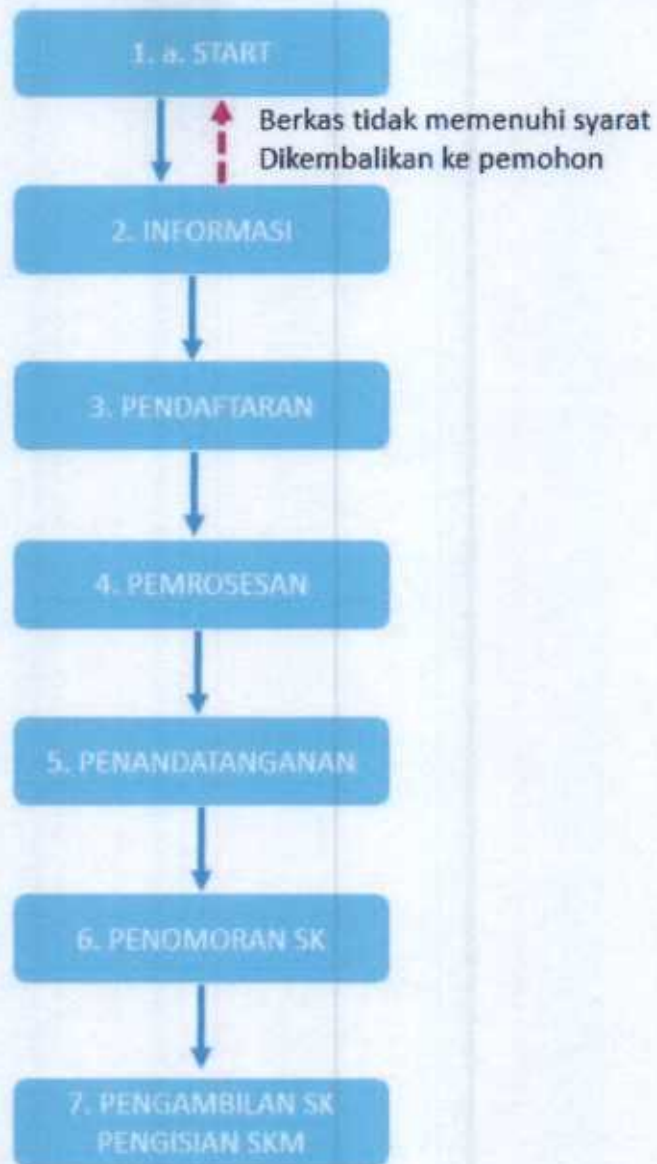 1. a. START
Berkas tidak memenuhi syarat
Dikembalikan ke pemohon
2. INFORMASI
3. PENDAFTARAN
4. PEMROSESAN
5. PENANDATANGANAN
6. PENOMORAN SK
7. PENGAMBILAN SK
PENGISIAN SKM